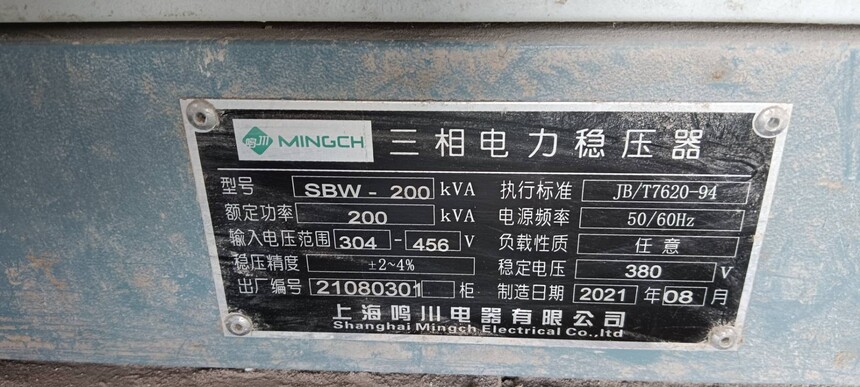 鸣川 MINGCH 三相电力稳压器
型号 SBW - 200 kVA 执行标准 JB/T7620-94
额定功率 200 kVA 电源频率 50/60Hz
输入电压范围 304 - 456 V 负载性质 任意
稳压精度 ±2~4% 稳定电压 380 V
出厂编号 21080301 柜 制造日期 2021 年 08 月
上海鸣川电器有限公司
Shanghai Mingch Electrical Co.,ltd